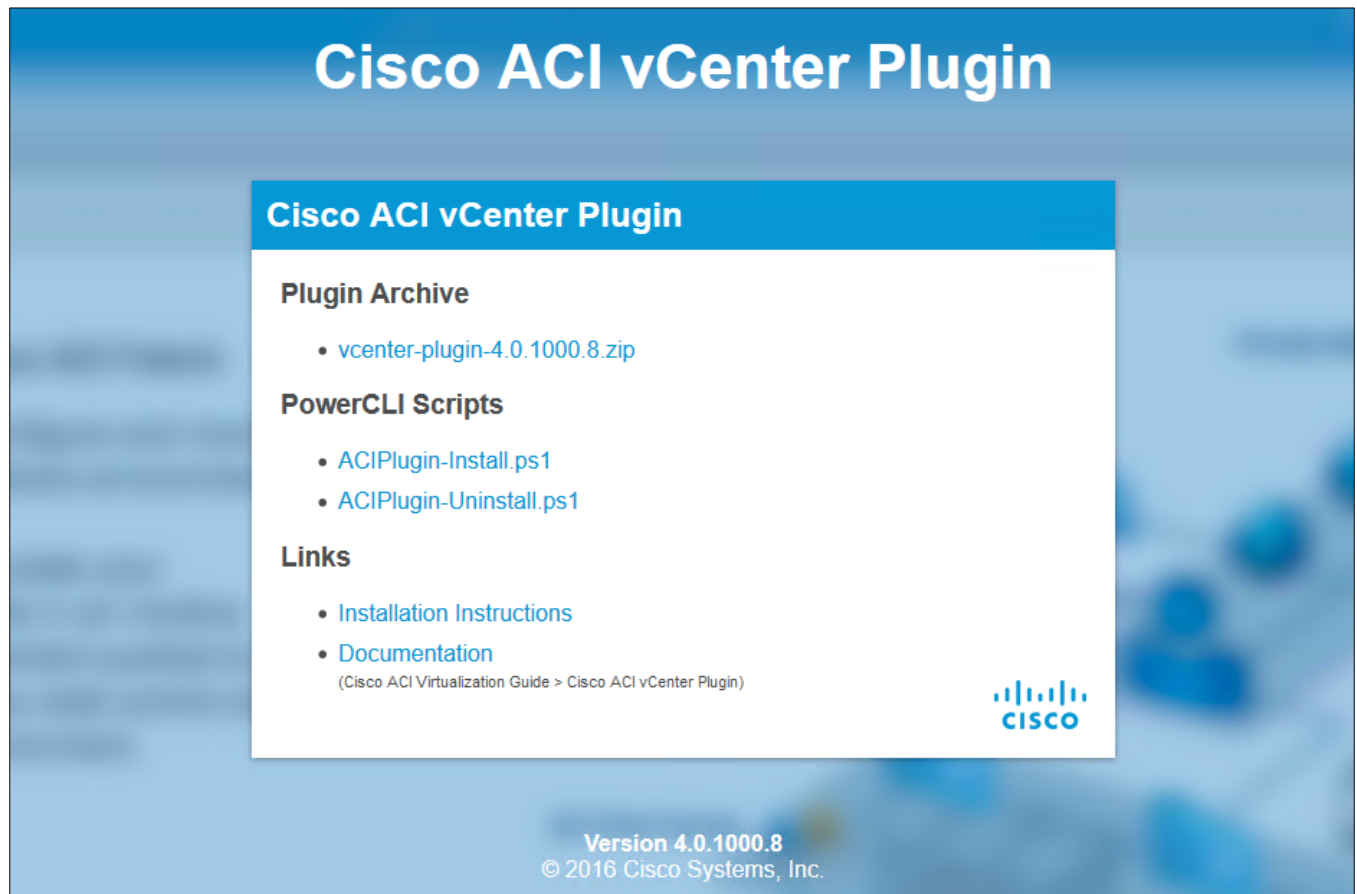 Cisco ACI vCenter Plugin
Cisco ACI vCenter Plugin
Plugin Archive
• vcenter-plugin-4.0.1000.8.zip
PowerCLI Scripts
• ACIPlugin-Install.ps1
• ACIPlugin-Uninstall.ps1
Links
• Installation Instructions
• Documentation
(Cisco ACI Virtualization Guide > Cisco ACI vCenter Plugin)
CISCO
Version 4.0.1000.8
© 2016 Cisco Systems, Inc.